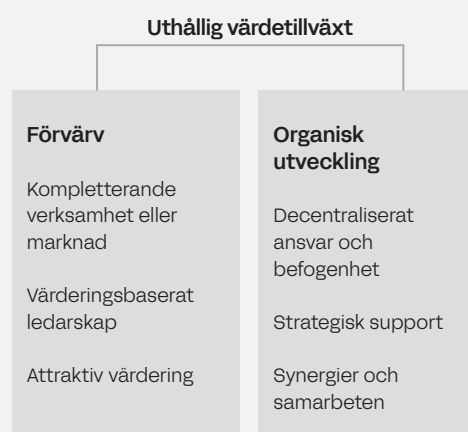 Uthållig värdetillväxt
Förvärv
Kompletterande
verksamhet eller
marknad
Värderingsbaserat
ledarskap
Attraktiv värdering
Organisk
utveckling
Decentraliserat
ansvar och
befogenhet
Strategisk support
Synergier och
samarbeten